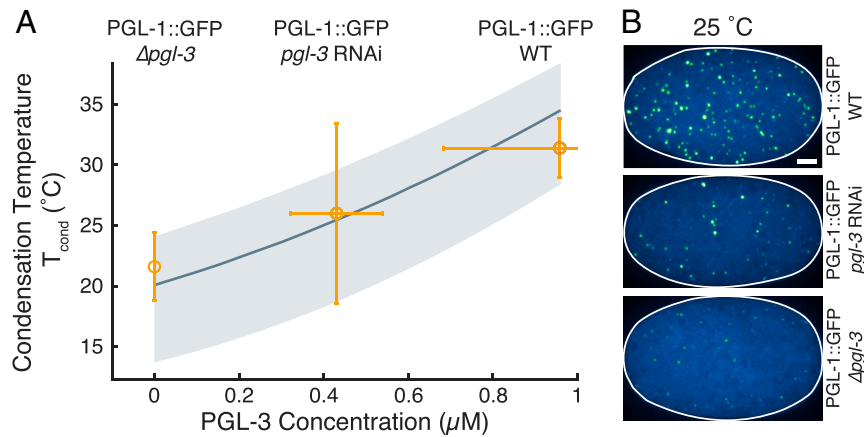 A
PGL-1::GFP
Δpgl-3
PGL-1::GFP
pgl-3 RNAi
PGL-1::GFP
WT
Condensation Temperature
Tcond (˚C)
35
30
25
20
15
0
0.2
0.4
0.6
0.8
1
PGL-3 Concentration (µM)
B
25 ˚C
PGL-1::GFP
WT
PGL-1::GFP
pgl-3 RNAi
PGL-1::GFP
Δpgl-3